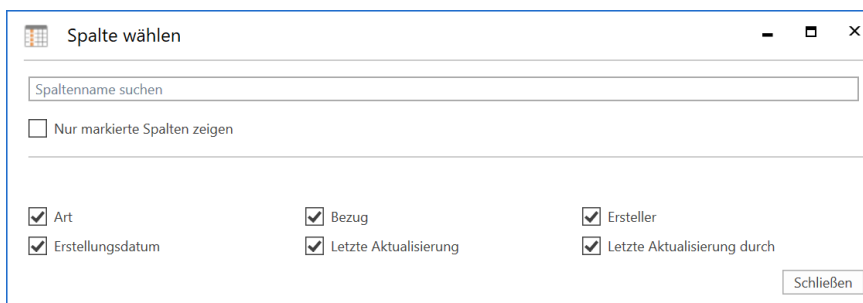 Spalte wählen
Spaltenname suchen
Nur markierte Spalten zeigen
Art Bezug Ersteller
Erstellungsdatum Letzte Aktualisierung Letzte Aktualisierung durch
Schließen